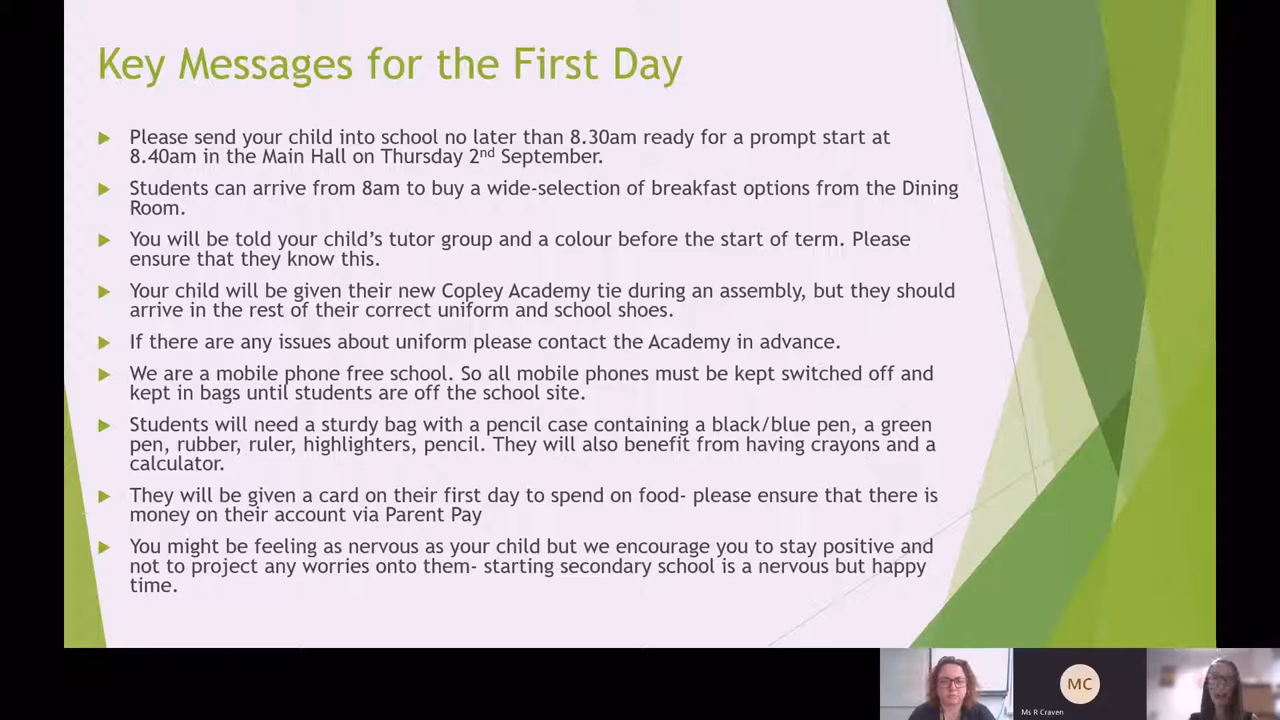 Key Messages for the First Day
Please send your child into school no later than 8.30am ready for a prompt start at
8.40am in the Main Hall on Thursday 2nd September.
Students can arrive from 8am to buy a wide-selection of breakfast options from the Dining
Room.
You will be told your child’s tutor group and a colour before the start of term. Please
ensure that they know this.
Your child will be given their new Copley Academy tie during an assembly, but they should
arrive in the rest of their correct uniform and school shoes.
If there are any issues about uniform please contact the Academy in advance.
We are a mobile phone free school. So all mobile phones must be kept switched off and
kept in bags until students are off the school site.
Students will need a sturdy bag with a pencil case containing a black/blue pen, a green
pen, rubber, ruler, highlighters, pencil. They will also benefit from having crayons and a
calculator.
They will be given a card on their first day to spend on food- please ensure that there is
money on their account via Parent Pay
You might be feeling as nervous as your child but we encourage you to stay positive and
not to project any worries onto them- starting secondary school is a nervous but happy
time.
MC
Ms R Craven